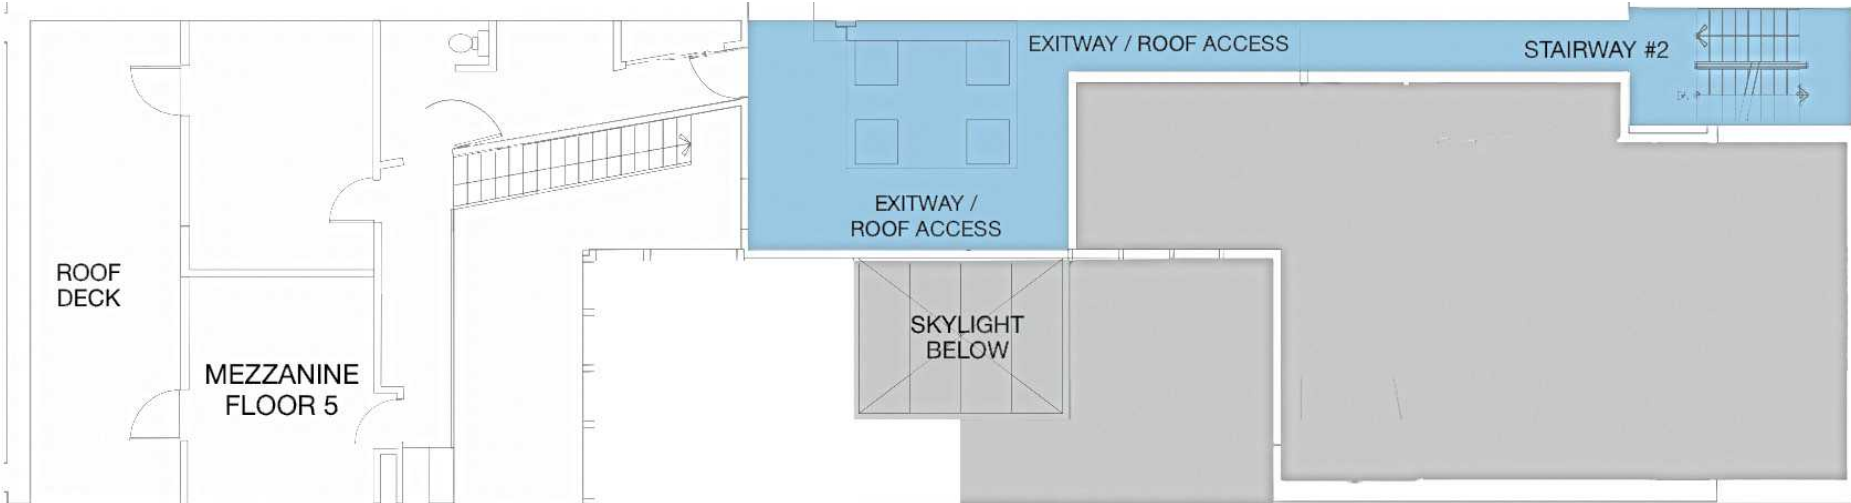 EXITWAY / ROOF ACCESS
STAIRWAY #2
EXITWAY /
ROOF ACCESS
ROOF
DECK
SKYLIGHT
BELOW
MEZZANINE
FLOOR 5